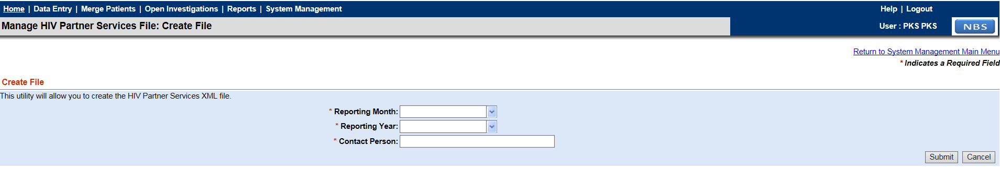 Home | Data Entry | Merge Patients | Open Investigations | Reports | System Management Help | Logout
Manage HIV Partner Services File: Create File User : PKS PKS NBS
Return to System Management Main Menu
* Indicates a Required Field
Create File
This utility will allow you to create the HIV Partner Services XML file.
* Reporting Month:
* Reporting Year:
* Contact Person:
Submit Cancel